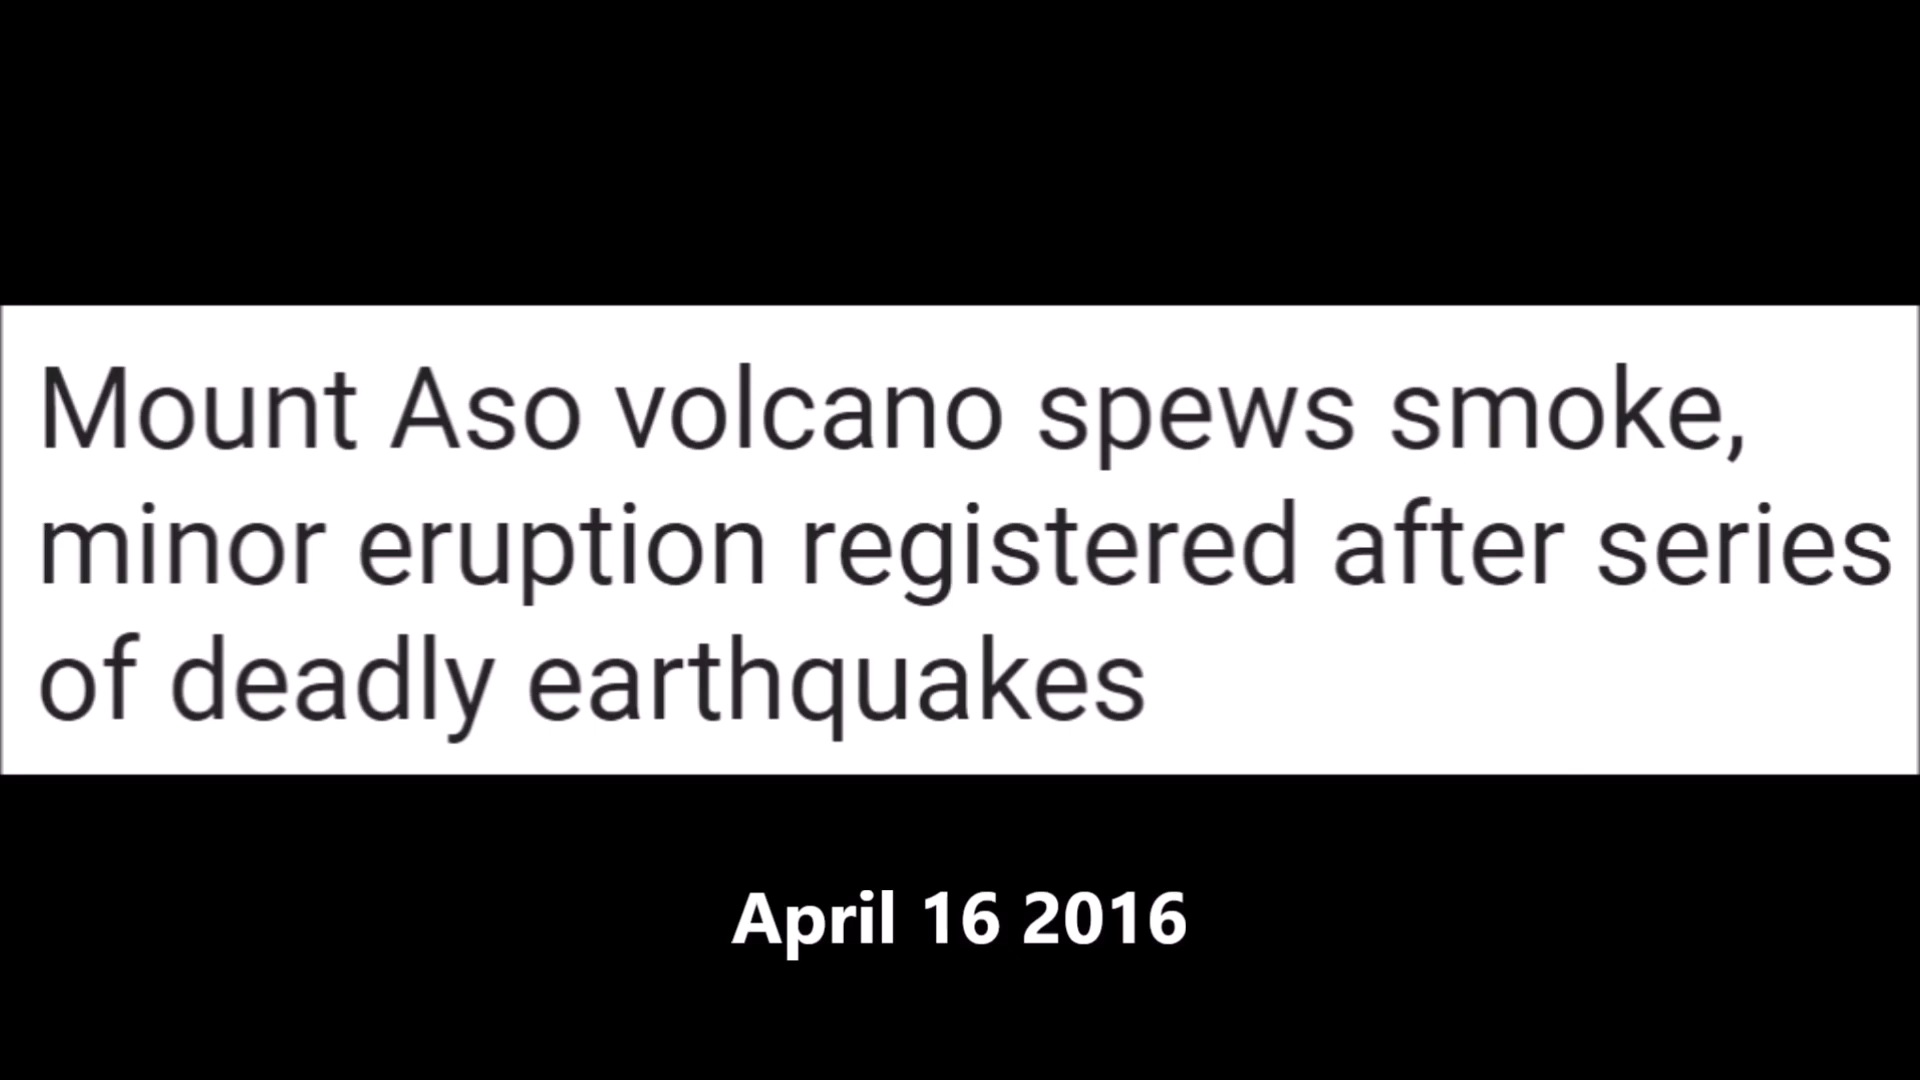 Mount Aso volcano spews smoke,
minor eruption registered after series
of deadly earthquakes
April 16 2016